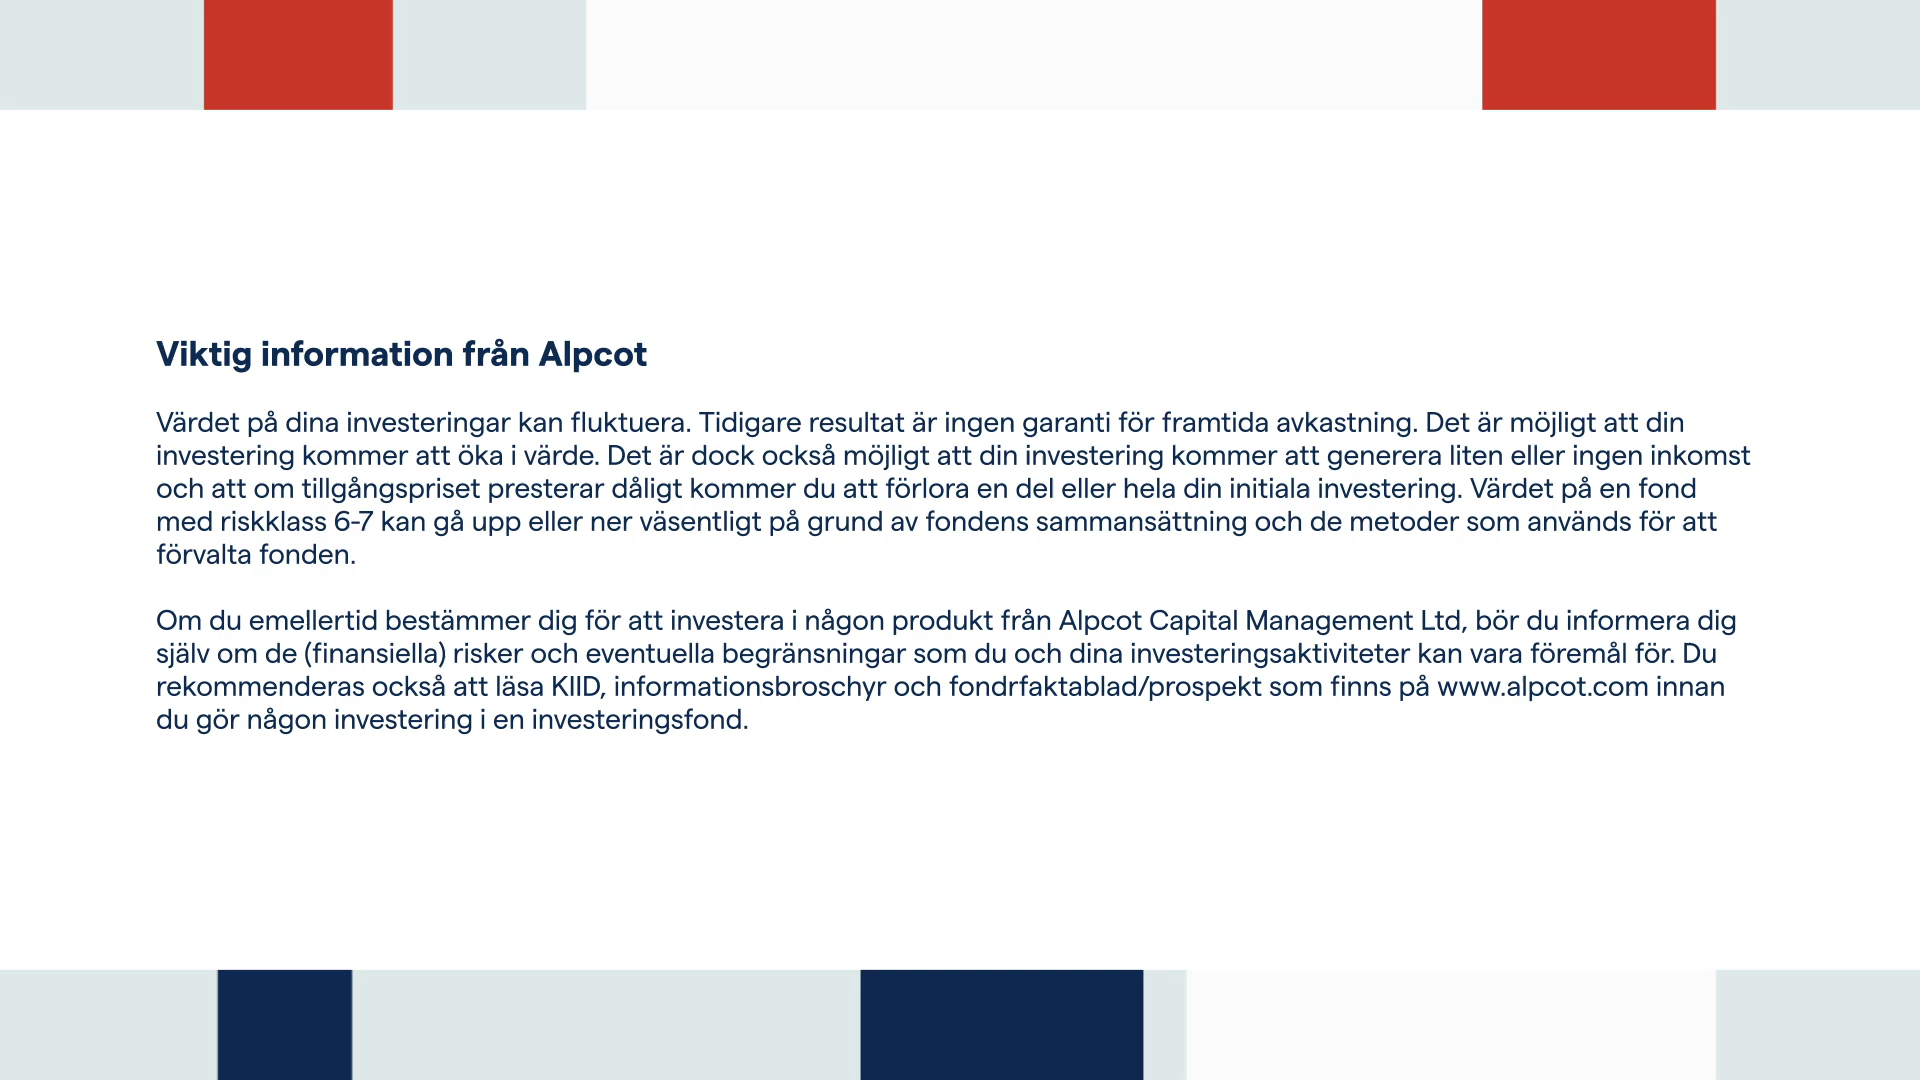 Viktig information från Alpcot
Värdet på dina investeringar kan fluktuera. Tidigare resultat är ingen garanti för framtida avkastning. Det är möjligt att din
investering kommer att öka i värde. Det är dock också möjligt att din investering kommer att generera liten eller ingen inkomst
och att om tillgångspriset presterar dåligt kommer du att förlora en del eller hela din initiala investering. Värdet på en fond
med riskklass 6-7 kan gå upp eller ner väsentligt på grund av fondens sammansättning och de metoder som används för att
förvalta fonden.
Om du emellertid bestämmer dig för att investera i någon produkt från Alpcot Capital Management Ltd, bör du informera dig
själv om de (finansiella) risker och eventuella begränsningar som du och dina investeringsaktiviteter kan vara föremål för. Du
rekommenderas också att läsa KIID, informationsbroschyr och fondrfaktablad/prospekt som finns på www.alpcot.com innan
du gör någon investering i en investeringsfond.